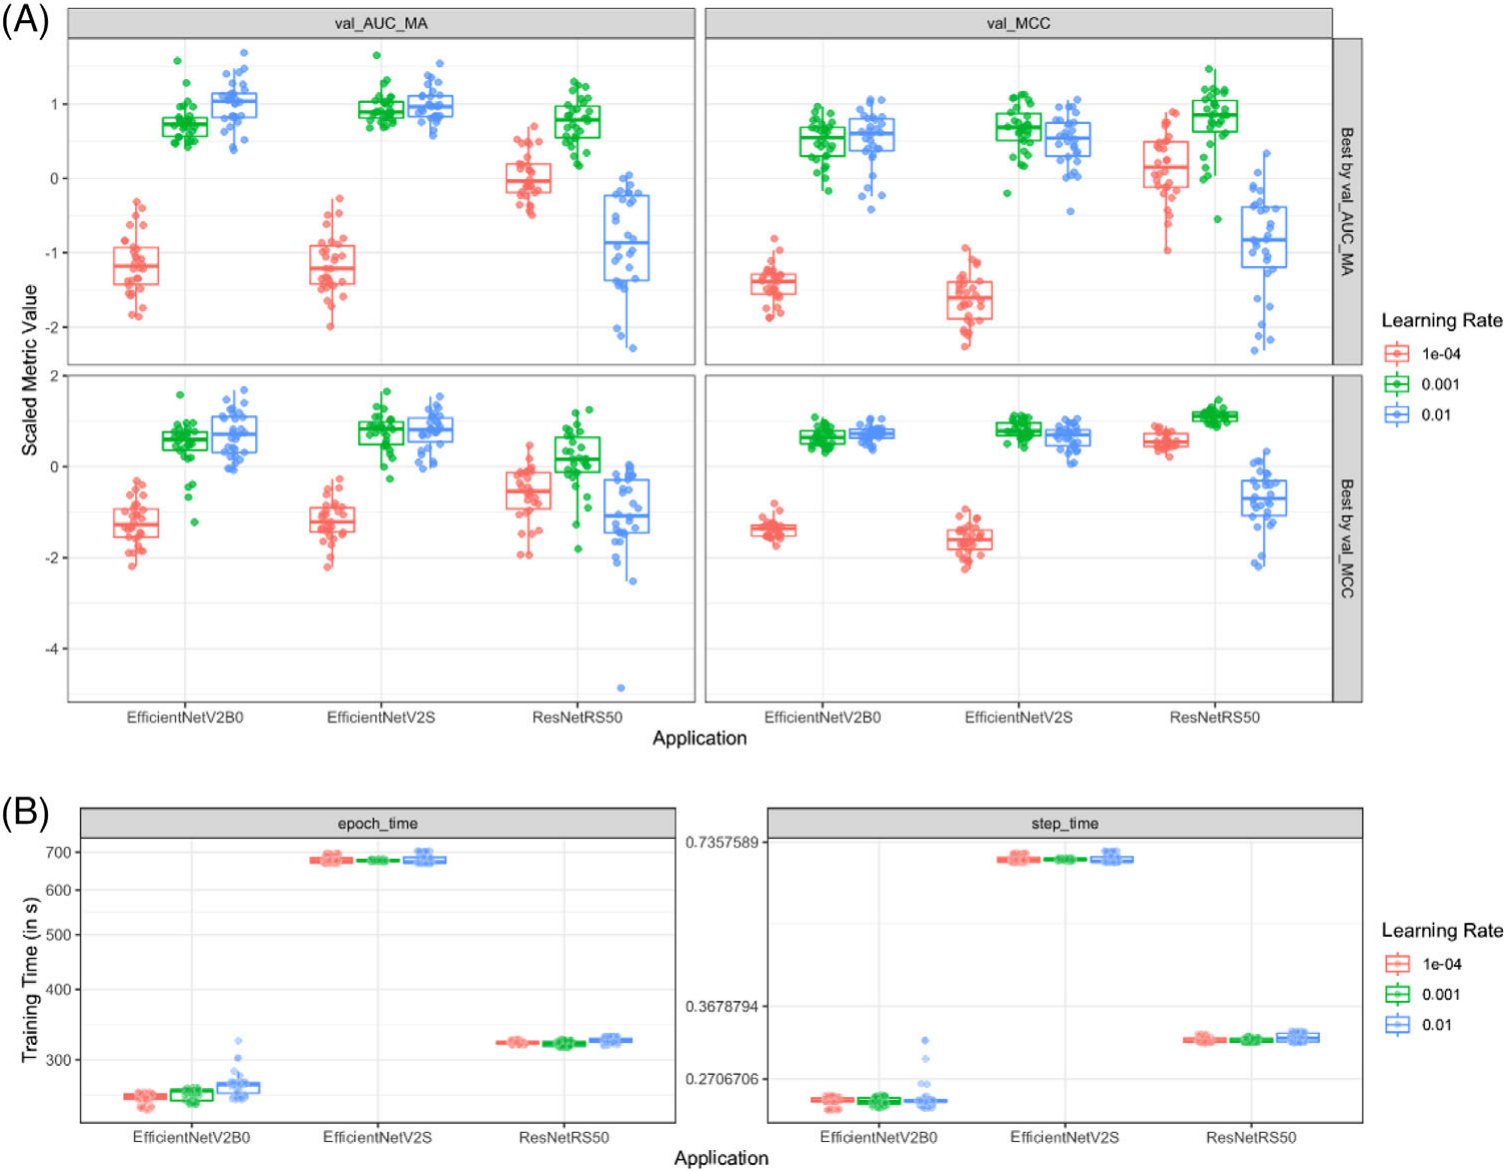 (A)
val_AUC_MA
val_MCC
1
0
-1
-2
Best by val_AUC_MA
2
0
-2
-4
Best by val_MCC
Scaled Metric Value
EfficientNetV2B0
EfficientNetV2S
ResNetRS50
EfficientNetV2B0
EfficientNetV2S
ResNetRS50
Application
Learning Rate
1e-04
0.001
0.01
(B)
epoch_time
step_time
700
600
500
400
300
Training Time (in s)
0.7357589
0.3678794
0.2706706
EfficientNetV2B0
EfficientNetV2S
ResNetRS50
EfficientNetV2B0
EfficientNetV2S
ResNetRS50
Application
Learning Rate
1e-04
0.001
0.01